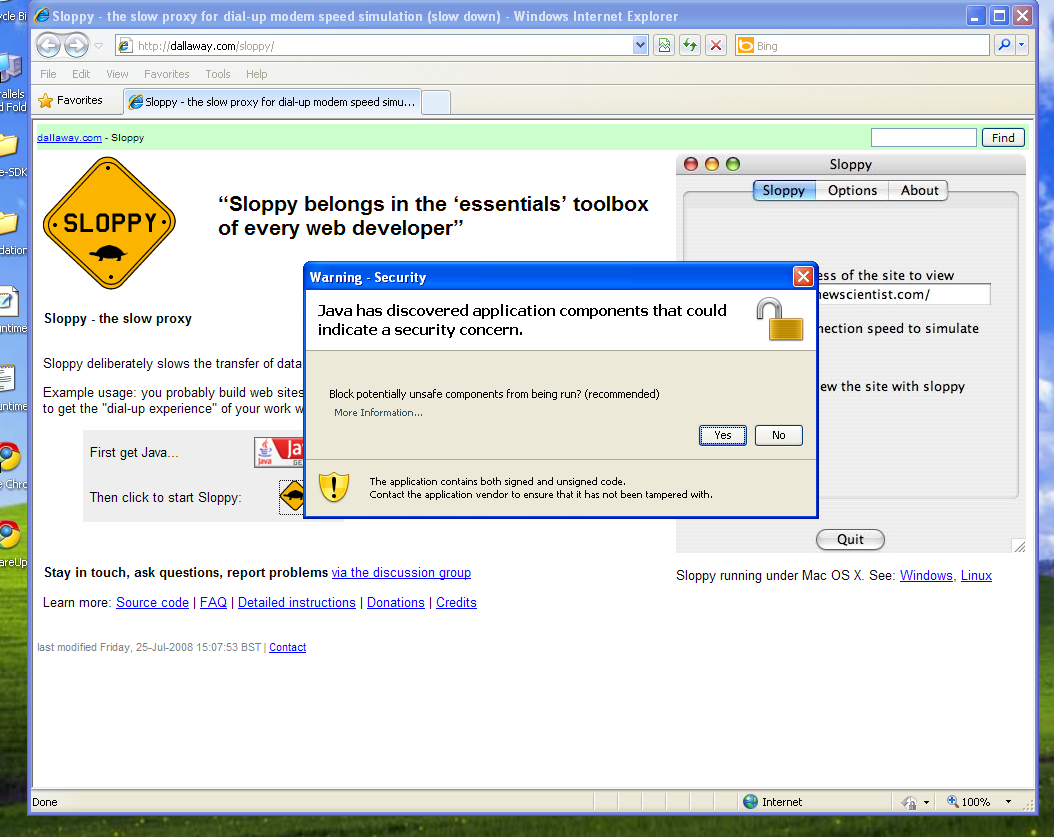 cle Bi
Sloppy - the slow proxy for dial-up modem speed simulation (slow down) - Windows Internet Explorer
http://dallaway.com/sloppy/
Bing
File Edit View Favorites Tools Help
Favorites
Sloppy - the slow proxy for dial-up modem speed simu...
dallaway.com - Sloppy
Find
arallels
d Fold
e-SDK
dation
untime
untime
e Chro
areUp
SLOPPY
“Sloppy belongs in the ‘essentials’ toolbox
of every web developer”
Sloppy - the slow proxy
Sloppy deliberately slows the transfer of data
Example usage: you probably build web sites
to get the "dial-up experience" of your work w
First get Java...
Java
Then click to start Sloppy:
Sloppy
Sloppy Options About
ess of the site to view
newscientist.com/
nection speed to simulate
ew the site with sloppy
Quit
Warning - Security
Java has discovered application components that could
indicate a security concern.
Block potentially unsafe components from being run? (recommended)
More Information...
Yes No
The application contains both signed and unsigned code.
Contact the application vendor to ensure that it has not been tampered with.
Stay in touch, ask questions, report problems via the discussion group
Learn more: Source code | FAQ | Detailed instructions | Donations | Credits
Sloppy running under Mac OS X. See: Windows, Linux
last modified Friday, 25-Jul-2008 15:07:53 BST | Contact
Done
Internet
100%